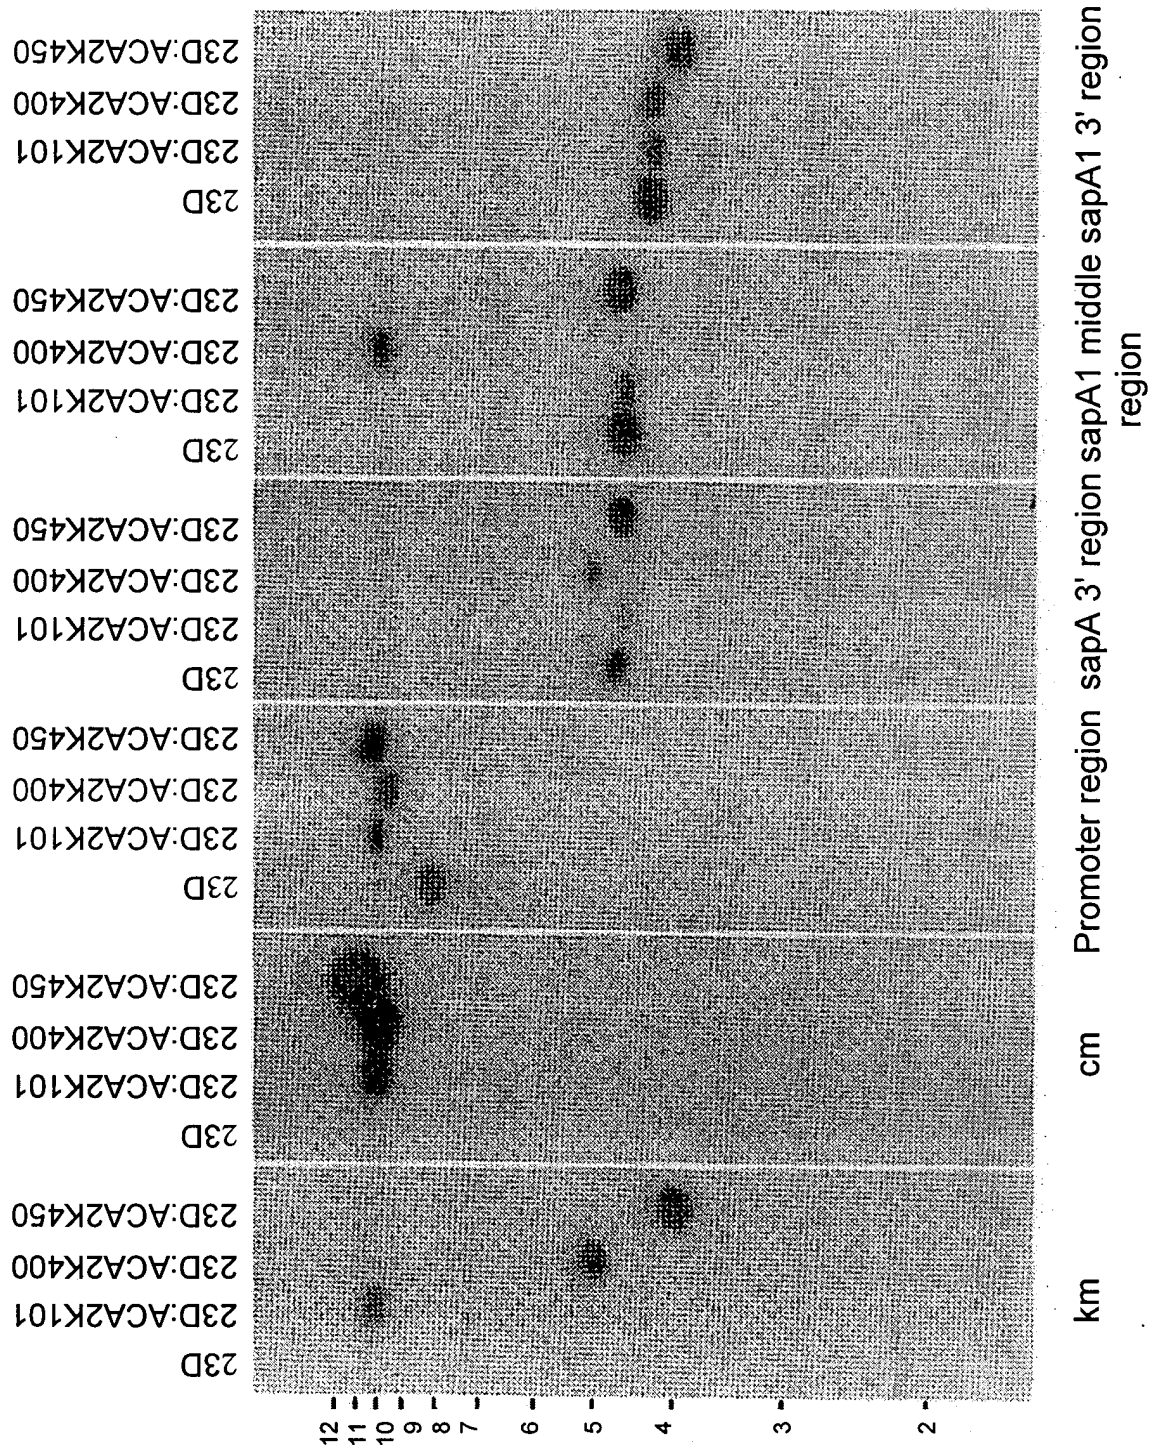 23D:ACA2K450
23D:ACA2K400
23D:ACA2K101
23D
23D:ACA2K450
23D:ACA2K400
23D:ACA2K101
23D
23D:ACA2K450
23D:ACA2K400
23D:ACA2K101
23D
23D:ACA2K450
23D:ACA2K400
23D:ACA2K101
23D
23D:ACA2K450
23D:ACA2K400
23D:ACA2K101
23D
23D:ACA2K450
23D:ACA2K400
23D:ACA2K101
23D
12
11
10
9
8
7
6
5
4
3
2
km
cm
Promoter region
sapA 3' region
sapA1 middle region
sapA1 3' region